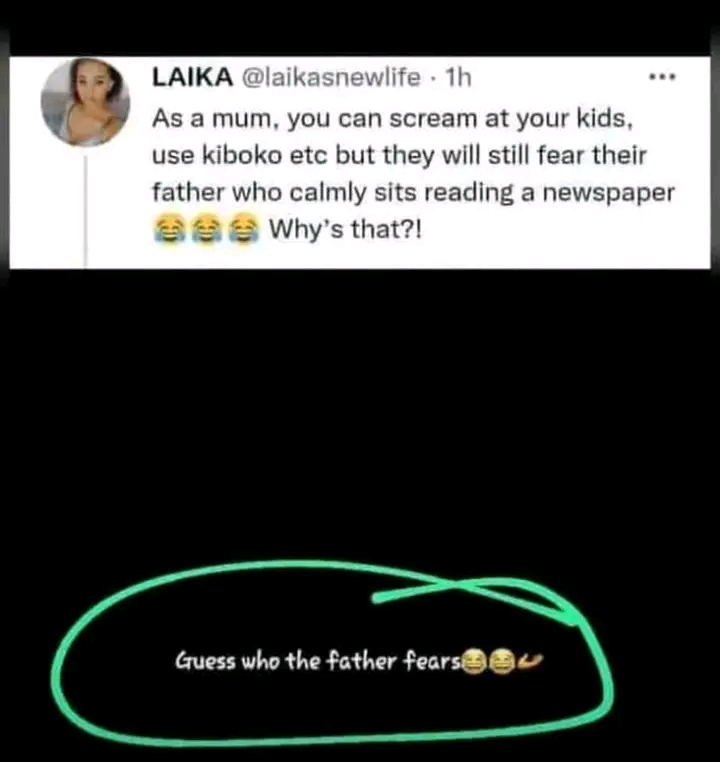 LAIKA @laikasnewlife · 1h
As a mum, you can scream at your kids,
use kiboko etc but they will still fear their
father who calmly sits reading a newspaper
😂😂😂 Why's that?!
Guess who the father fears😂😂🫴